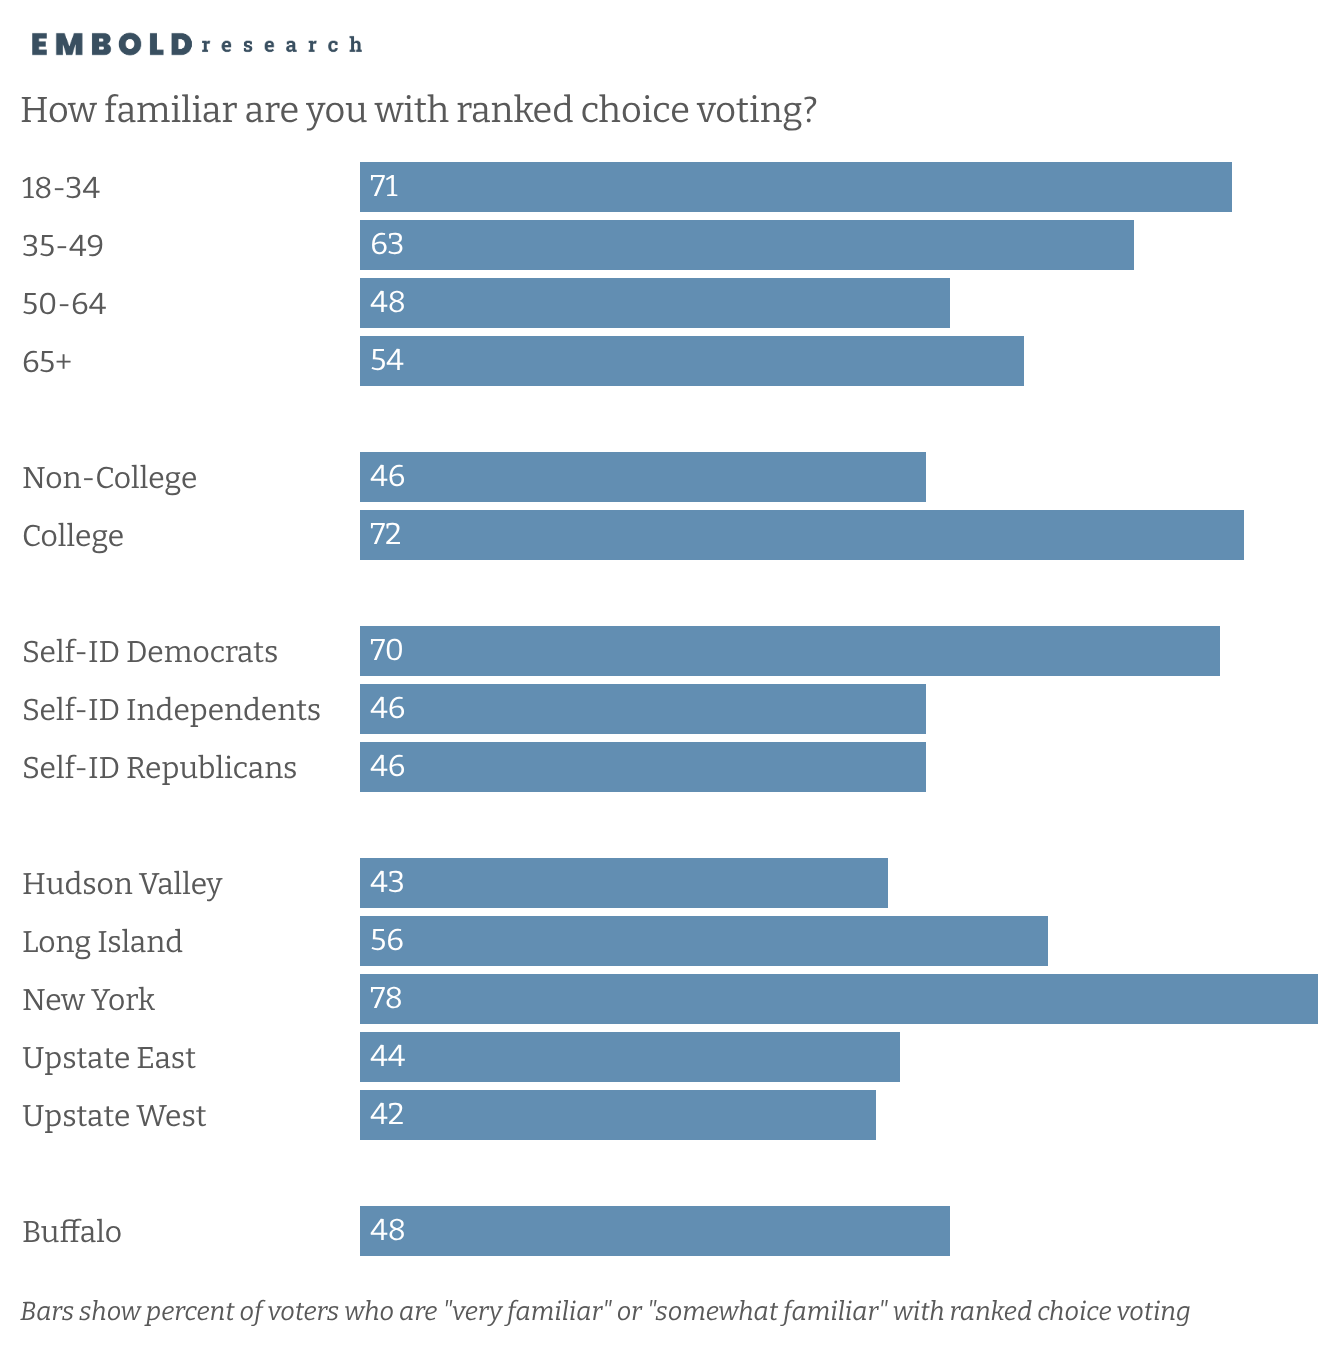 EMBOLD research
How familiar are you with ranked choice voting?
18-34 71
35-49 63
50-64 48
65+ 54
Non-College 46
College 72
Self-ID Democrats 70
Self-ID Independents 46
Self-ID Republicans 46
Hudson Valley 43
Long Island 56
New York 78
Upstate East 44
Upstate West 42
Buffalo 48
Bars show percent of voters who are "very familiar" or "somewhat familiar" with ranked choice voting